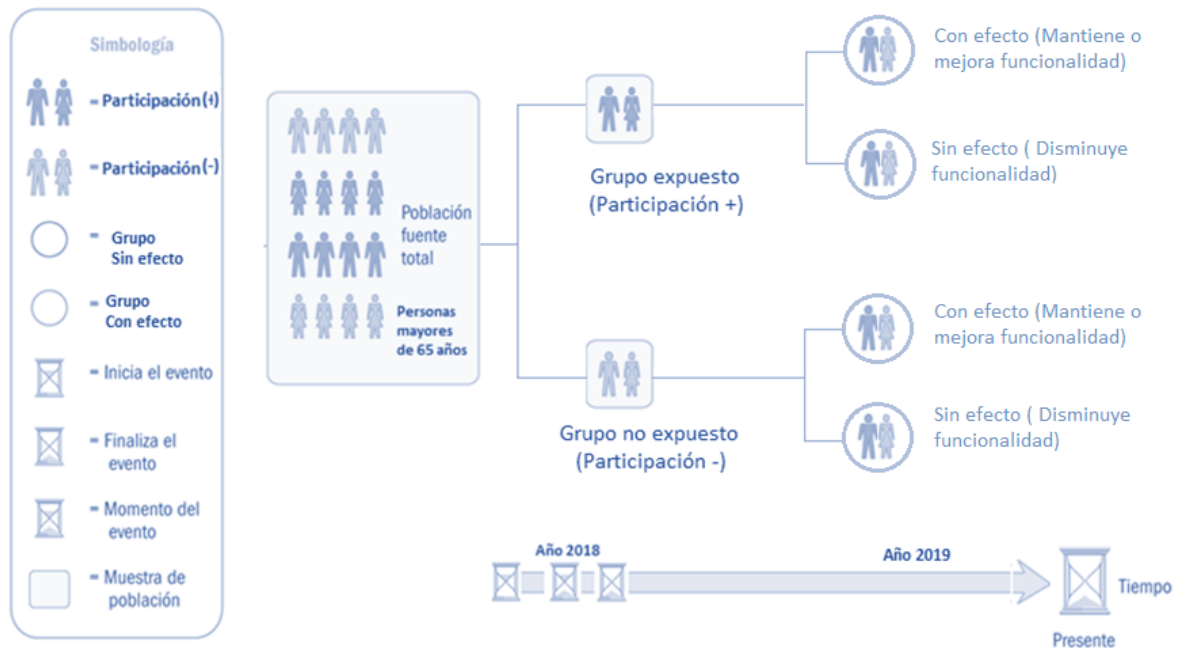 Simbología
= Participación(+)
= Participación(-)
= Grupo
Sin efecto
= Grupo
Con efecto
= Inicia el evento
= Finaliza el
evento
= Momento del
evento
= Muestra de
población
Población
fuente
total
Personas
mayores
de 65 años
Grupo expuesto
(Participación +)
Con efecto (Mantiene o
mejora funcionalidad)
Sin efecto ( Disminuye
funcionalidad)
Grupo no expuesto
(Participación -)
Con efecto (Mantiene o
mejora funcionalidad)
Sin efecto ( Disminuye
funcionalidad)
Año 2018
Año 2019
Tiempo
Presente